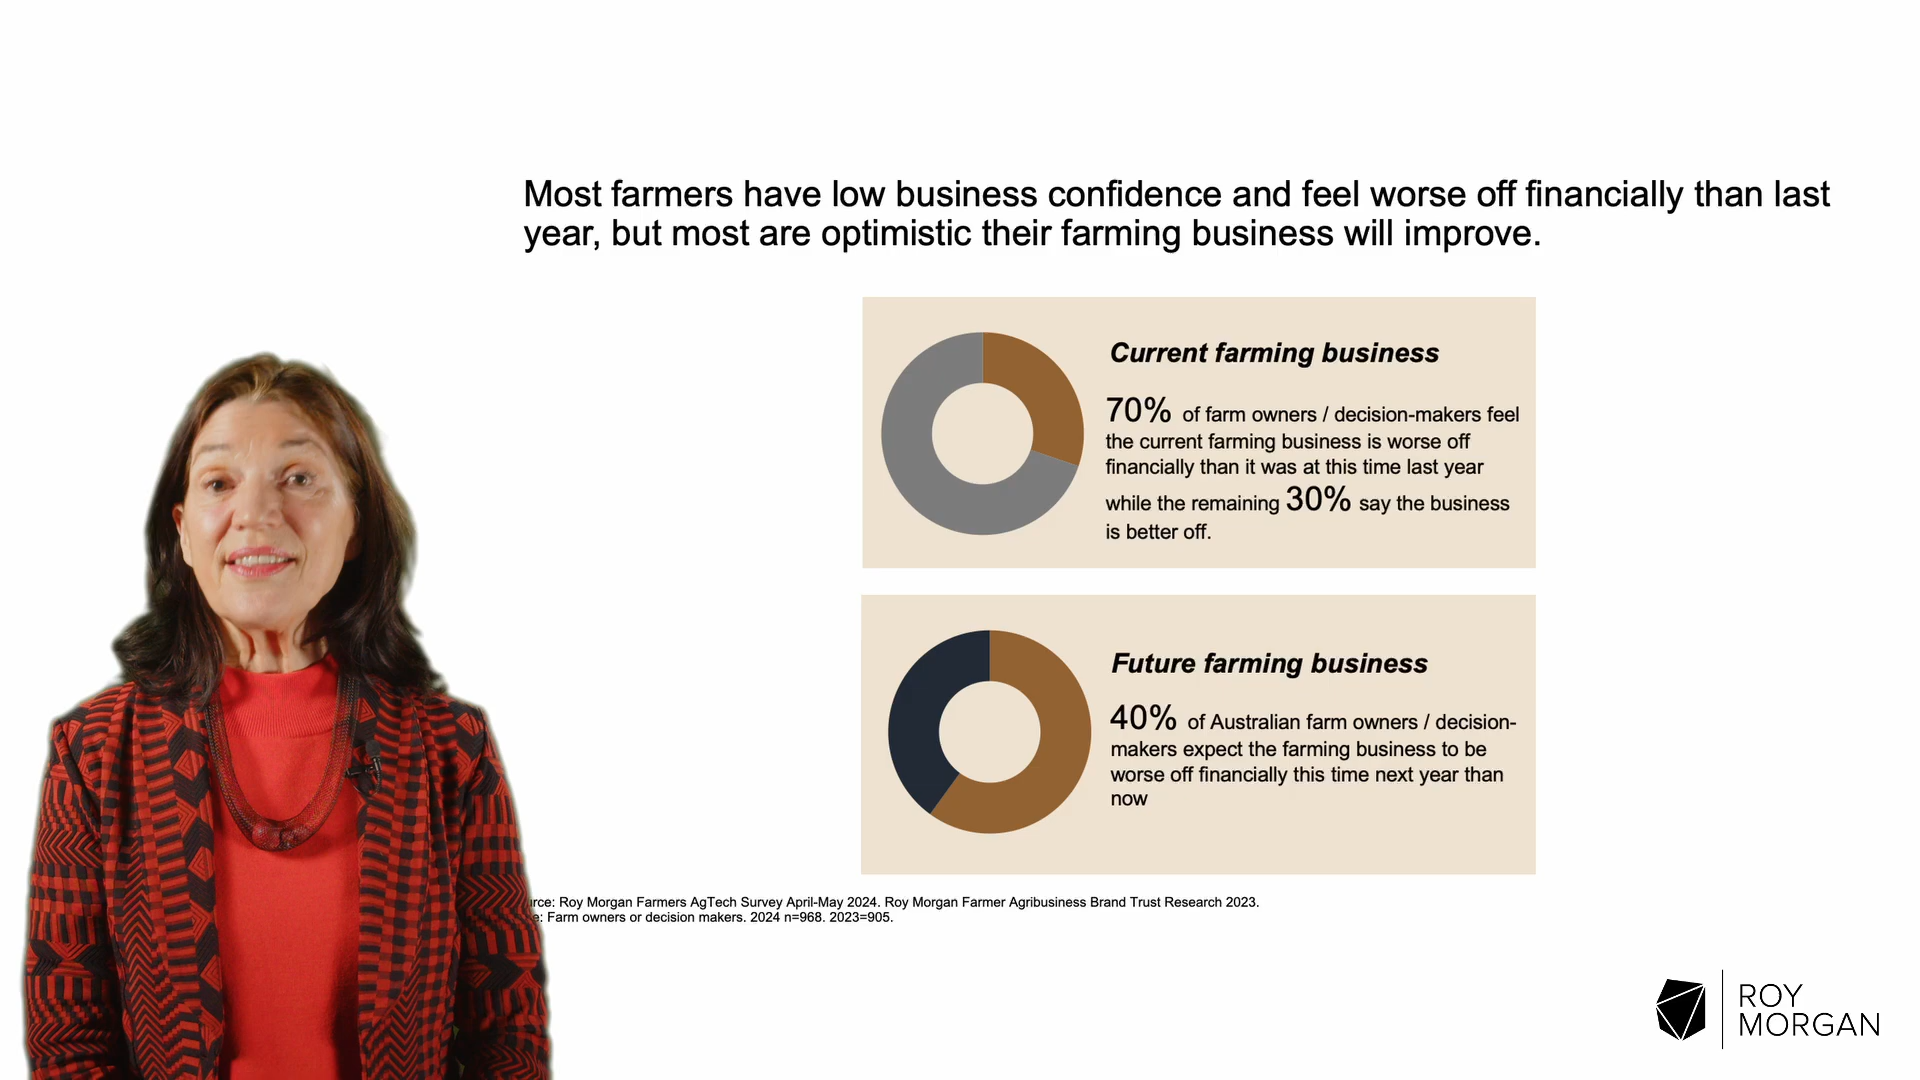 Most farmers have low business confidence and feel worse off financially than last
year, but most are optimistic their farming business will improve.
Current farming business
70% of farm owners / decision-makers feel
the current farming business is worse off
financially than it was at this time last year
while the remaining 30% say the business
is better off.
Future farming business
40% of Australian farm owners / decision-
makers expect the farming business to be
worse off financially this time next year than
now
Roy Morgan Farmers AgTech Survey April-May 2024. Roy Morgan Farmer Agribusiness Brand Trust Research 2023.
Farm owners or decision makers. 2024 n=968. 2023=905.
ROY
MORGAN